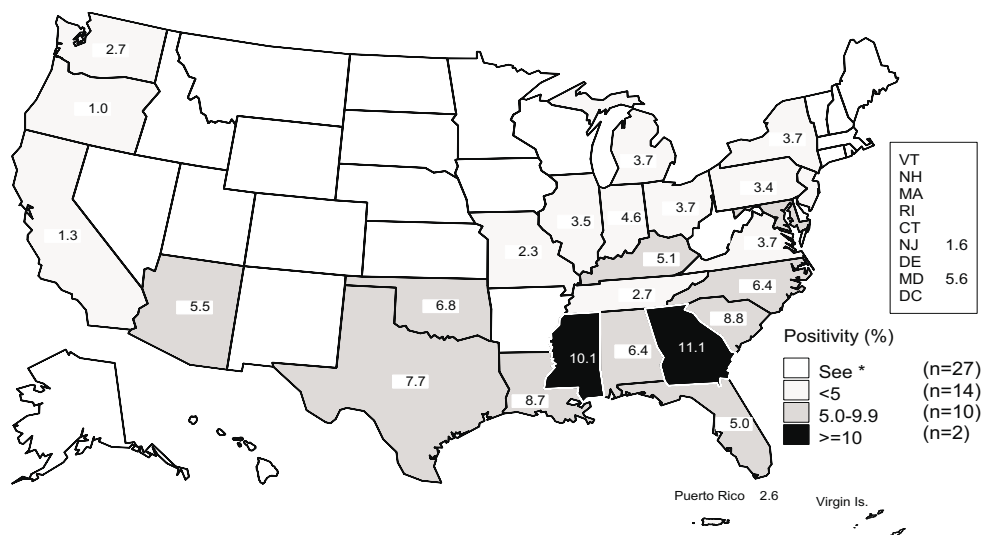 2.7
1.0
1.3
5.5
6.8
7.7
2.3
8.7
3.5
4.6
3.7
3.7
3.7
3.4
3.7
5.1
2.7
6.4
8.8
10.1
6.4
11.1
5.0
VT
NH
MA
RI
CT
NJ 1.6
DE
MD 5.6
DC
Positivity (%)
See * (n=27)
<5 (n=14)
5.0-9.9 (n=10)
>=10 (n=2)
Puerto Rico 2.6
Virgin Is.